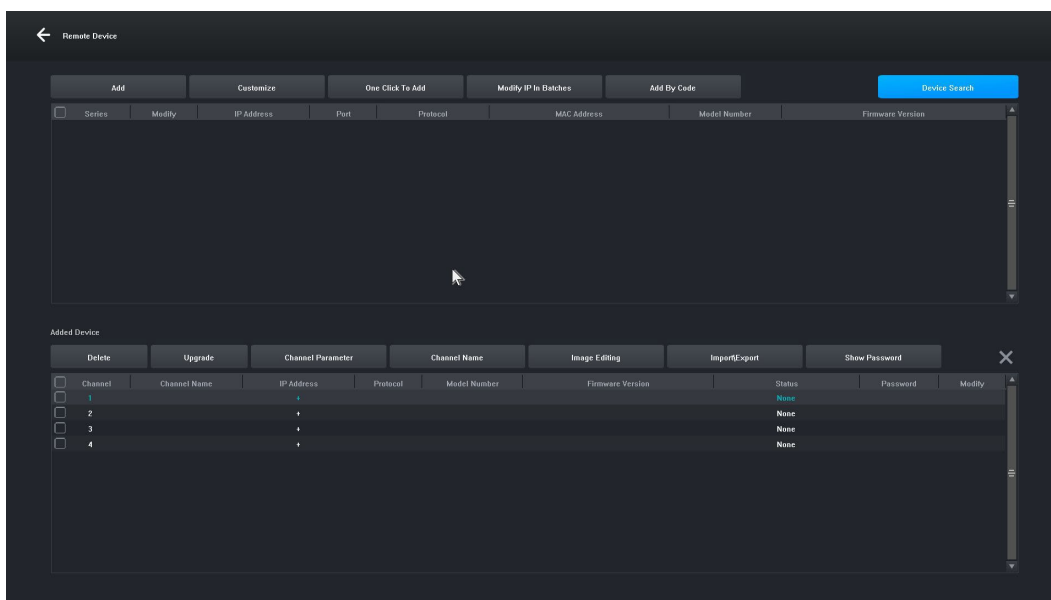 Remote Device
Add Customize One Click To Add Modify IP In Batches Add By Code Device Search
Series Modify IP Address Port Protocol MAC Address Model Number Firmware Version
Added Device
Delete Upgrade Channel Parameter Channel Name Image Editing Import\Export Show Password
Channel Channel Name IP Address Protocol Model Number Firmware Version Status Password Modify
1 + None
2 + None
3 + None
4 + None